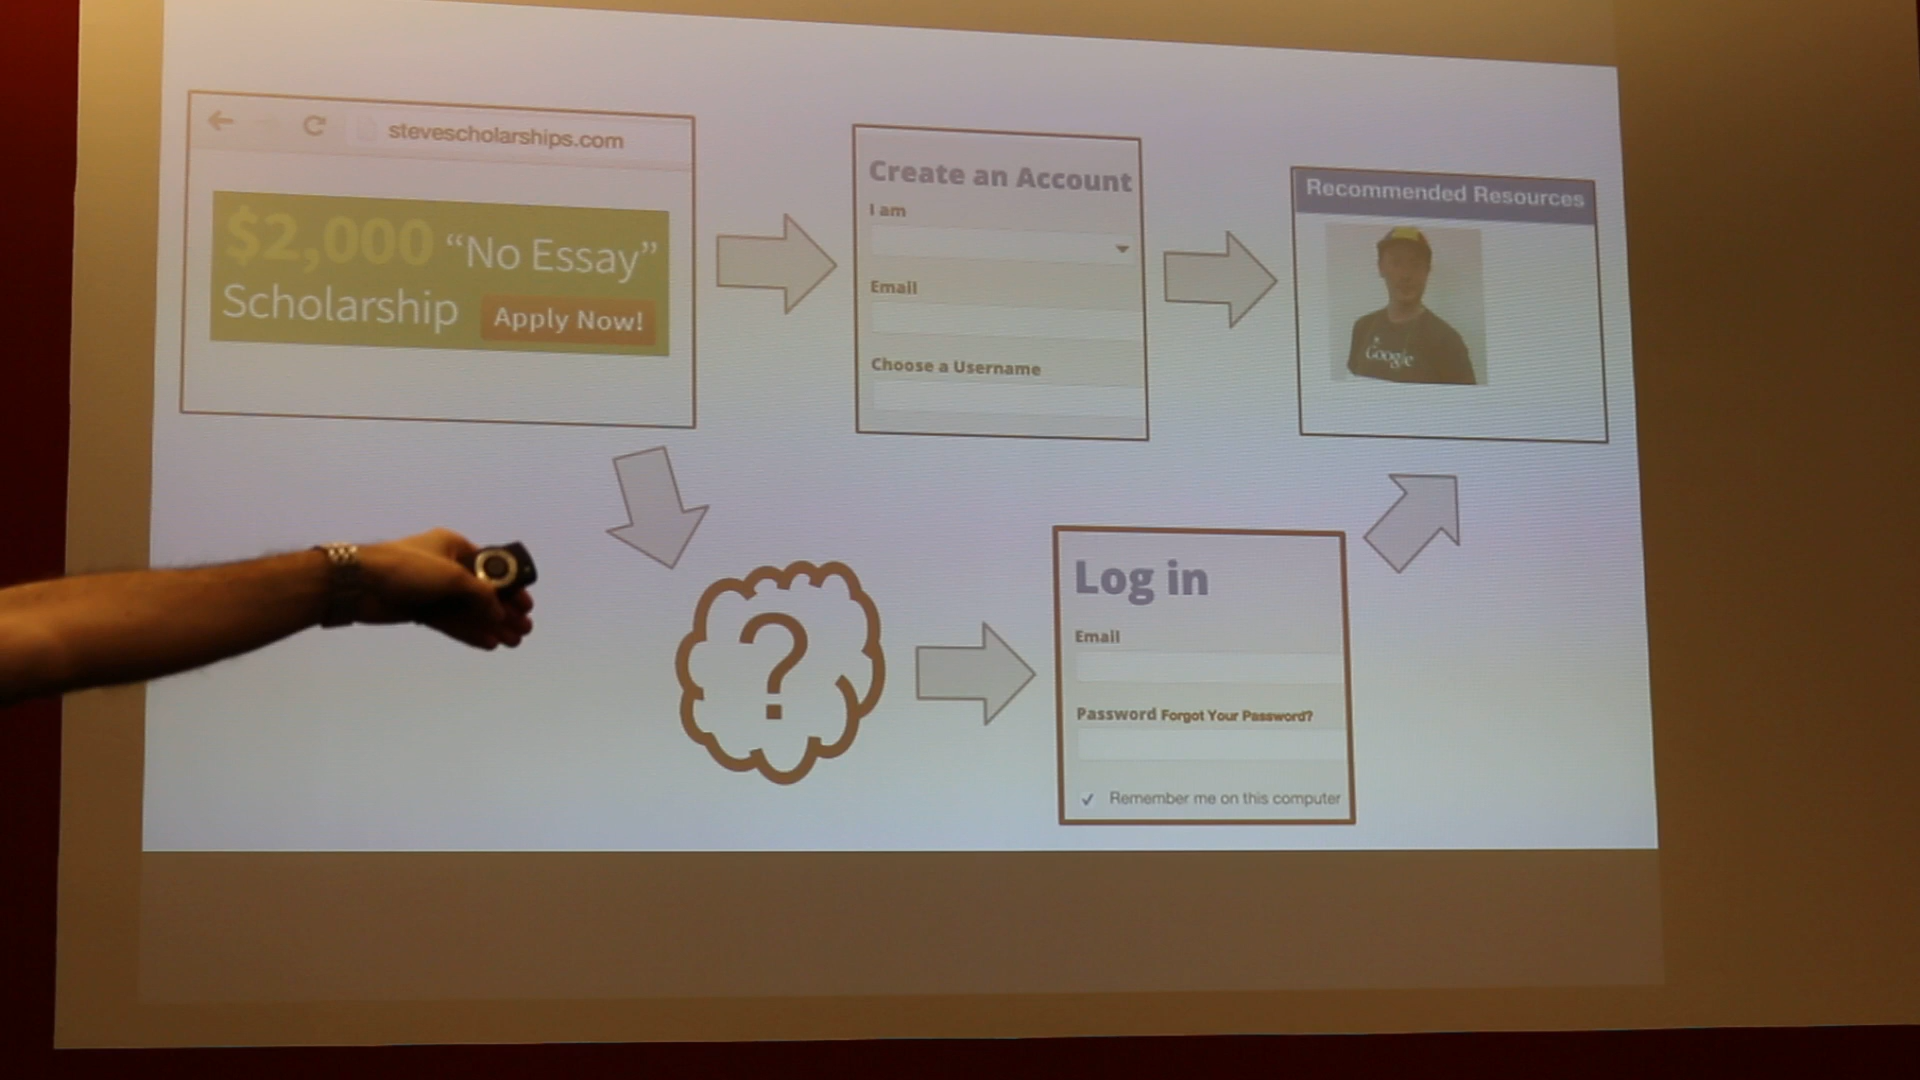 stevescholarships.com
$2,000 “No Essay”
Scholarship Apply Now!
Create an Account
I am
Email
Choose a Username
Recommended Resources
Google
?
Log in
Email
Password Forgot Your Password?
Remember me on this computer